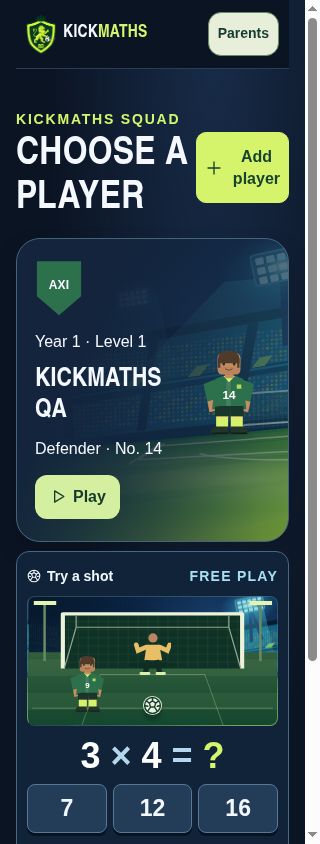 KICKMATHS
Parents
KICKMATHS SQUAD
CHOOSE A
PLAYER
Add
player
AXI
Year 1 · Level 1
KICKMATHS
QA
14
Defender · No. 14
Play
Try a shot
FREE PLAY
9
3 × 4 = ?
7
12
16